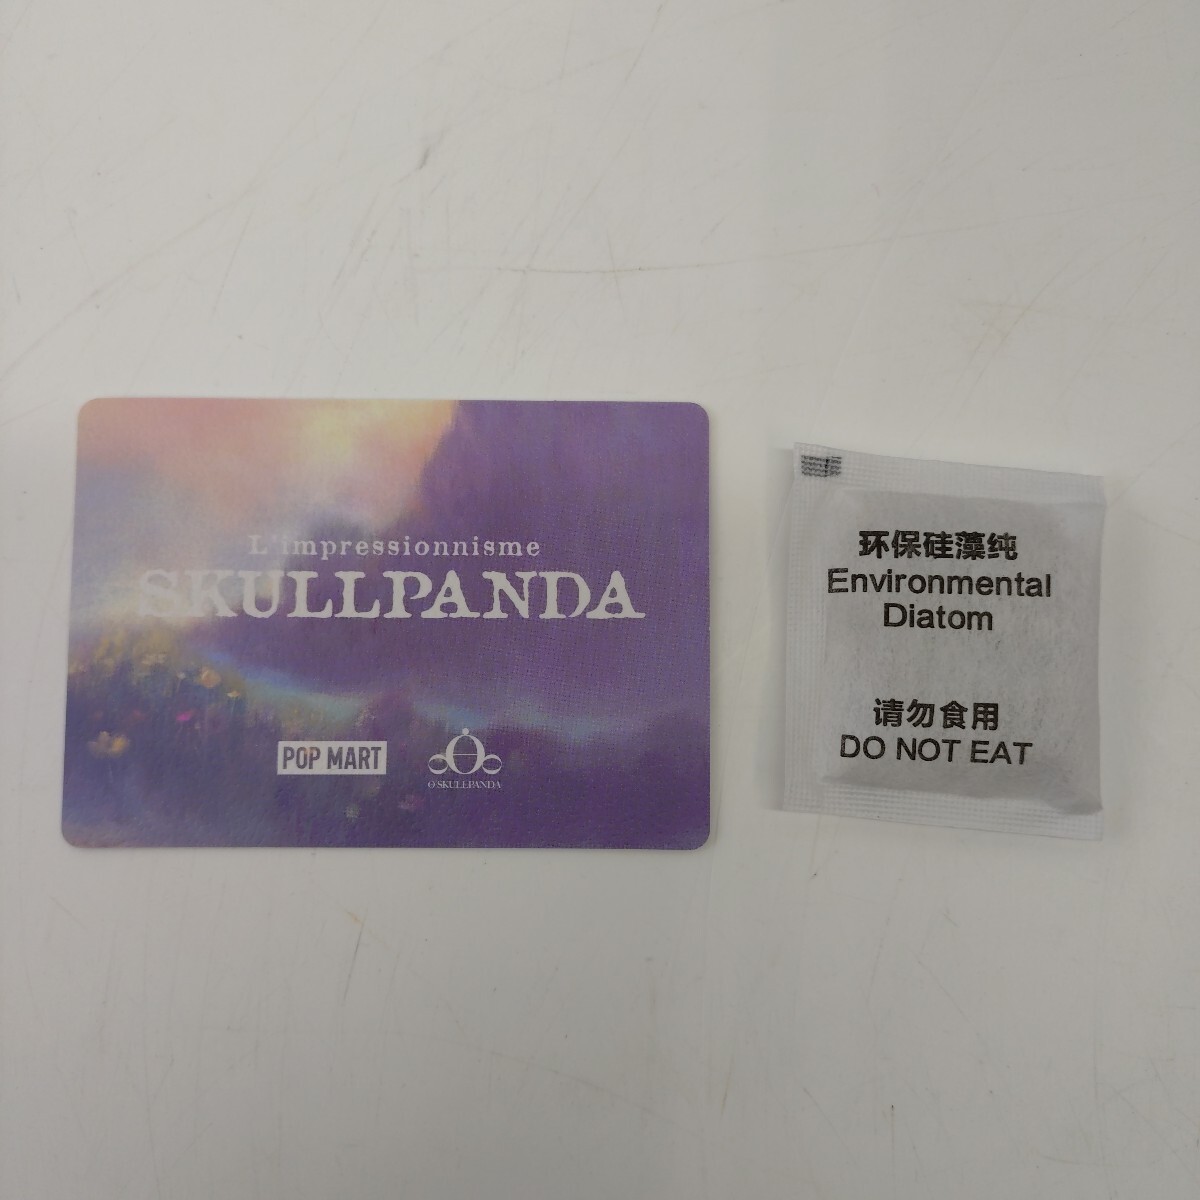 L'impressionnisme
SKULLPANDA
POP MART
O'SKULLPANDA
环保硅藻纯
Environmental
Diatom
请勿食用
DO NOT EAT